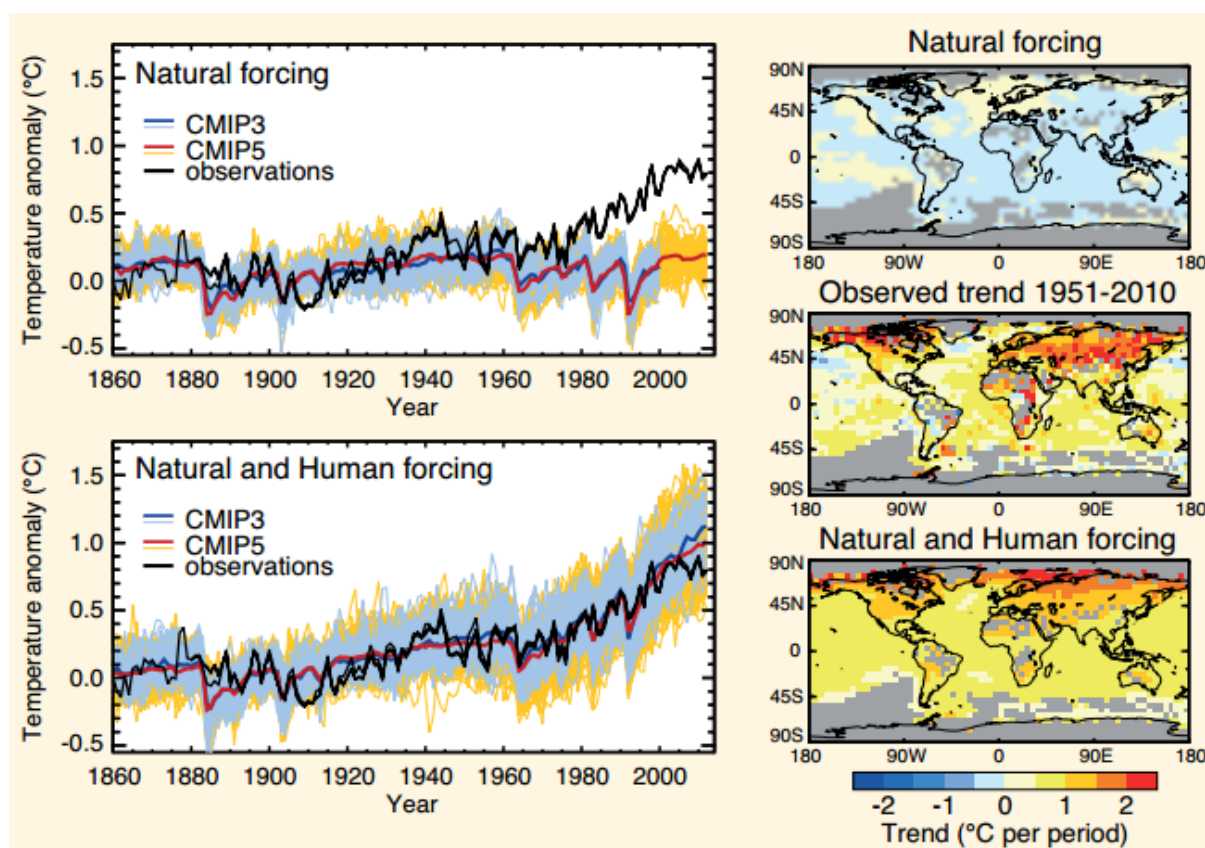 Natural forcing
CMIP3
CMIP5
observations
Temperature anomaly (°C)
1.5
1.0
0.5
0.0
-0.5
1860 1880 1900 1920 1940 1960 1980 2000
Year
Natural and Human forcing
CMIP3
CMIP5
observations
Temperature anomaly (°C)
1.5
1.0
0.5
0.0
-0.5
1860 1880 1900 1920 1940 1960 1980 2000
Year
Natural forcing
90N
45N
0
45S
90S
180 90W 0 90E 180
Observed trend 1951-2010
90N
45N
0
45S
90S
180 90W 0 90E 180
Natural and Human forcing
90N
45N
0
45S
90S
180 90W 0 90E 180
-2 -1 0 1 2
Trend (°C per period)